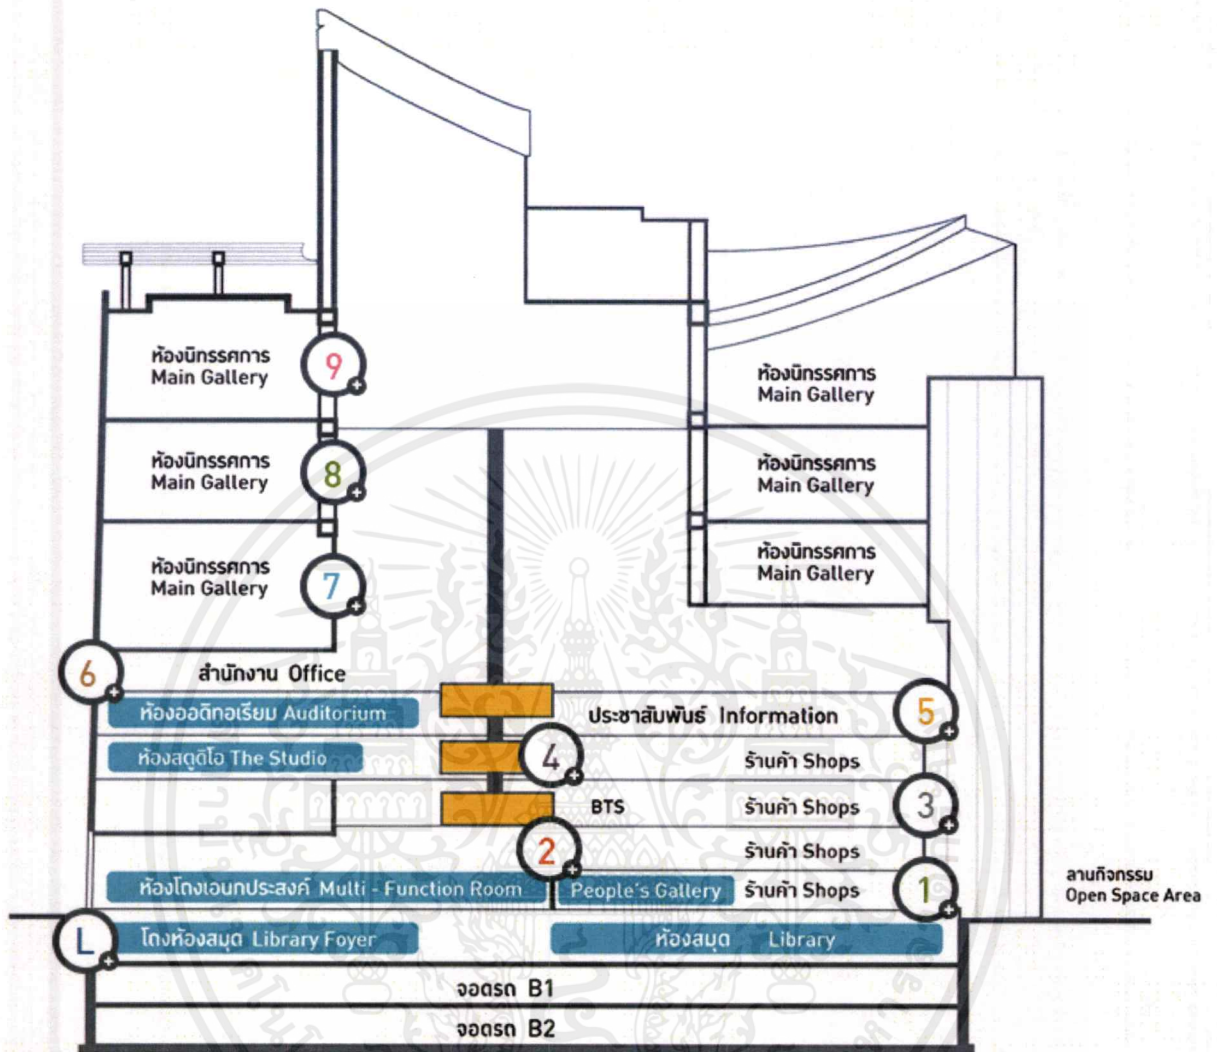 ห้องนิทรรศการ
Main Gallery
9
ห้องนิทรรศการ
Main Gallery
ห้องนิทรรศการ
Main Gallery
8
ห้องนิทรรศการ
Main Gallery
ห้องนิทรรศการ
Main Gallery
7
ห้องนิทรรศการ
Main Gallery
6
สำนักงาน Office
ห้องออดิทอเรียม Auditorium
ประชาสัมพันธ์ Information
5
ห้องสตูดิโอ The Studio
4
ร้านค้า Shops
BTS
ร้านค้า Shops
3
2
ร้านค้า Shops
ห้องโถงเอนกประสงค์ Multi - Function Room
People's Gallery
ร้านค้า Shops
1
ลานกิจกรรม
Open Space Area
L
โถงห้องสมุด Library Foyer
ห้องสมุด Library
จอดรถ B1
จอดรถ B2